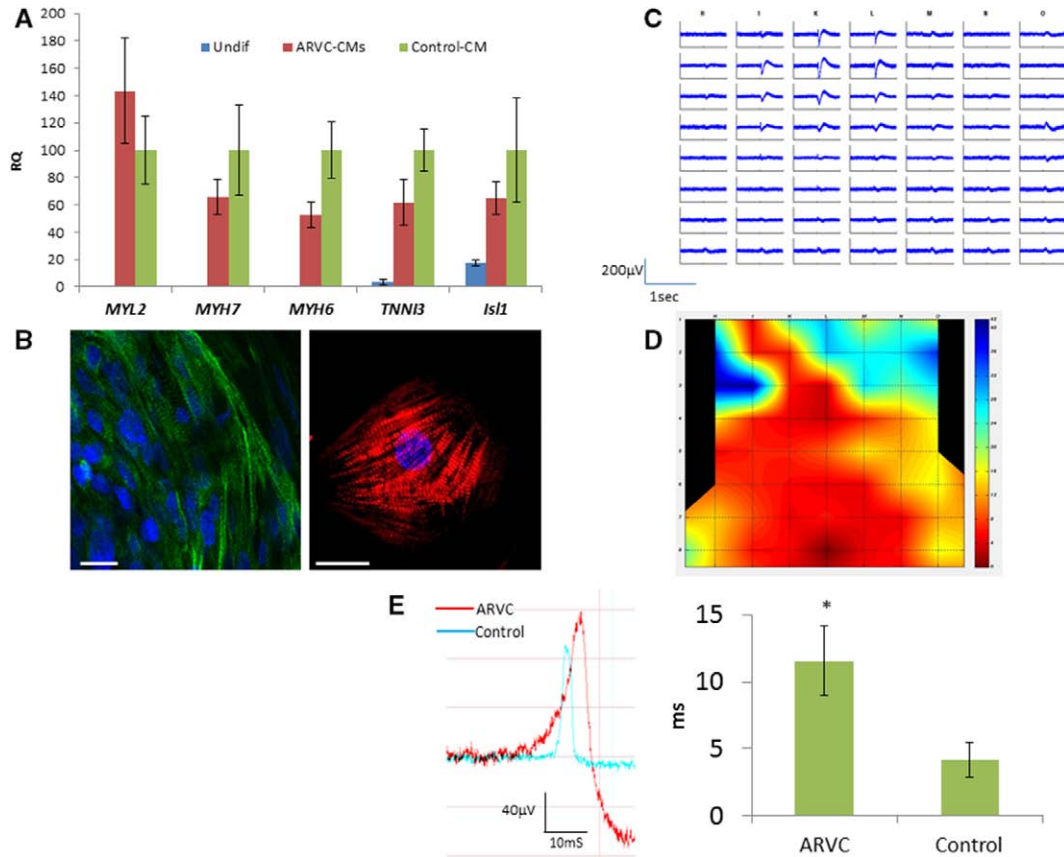 A
200
180
160
140
120
100
80
60
40
20
0
RQ
Undif
ARVC-CMs
Control-CM
MYL2
MYH7
MYH6
TNNI3
Isl1
B
C
K
L
M
N
O
200µV
1sec
D
E
ARVC
Control
40µV
10mS
15
10
5
0
ms
*
ARVC
Control